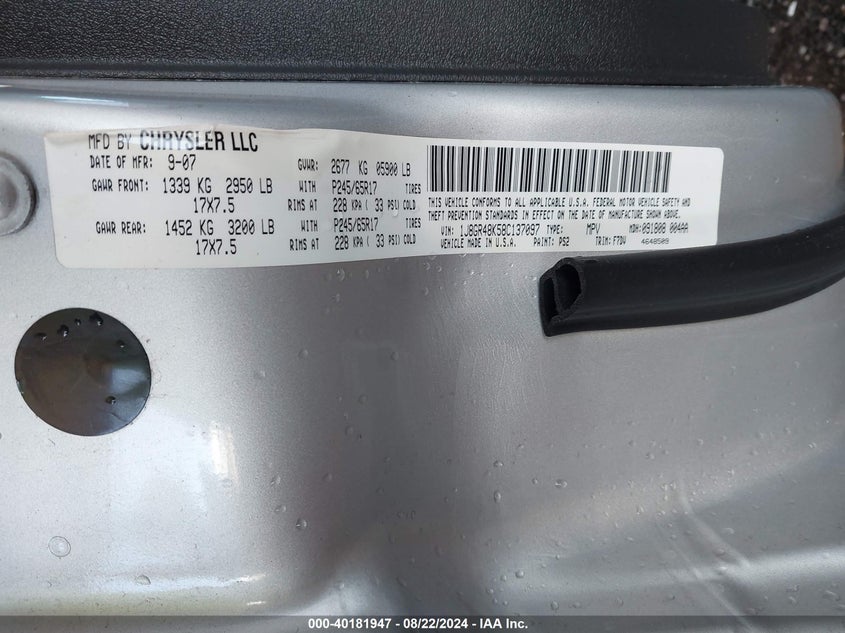 MFD BY CHRYSLER LLC
DATE OF MFR: 9-07 GVWR: 2677 KG 05900 LB
GAWR FRONT: 1339 KG 2950 LB WITH P245/65R17 TIRES
17X7.5 RIMS AT 228 KPA ( 33 PSI) COLD
GAWR REAR: 1452 KG 3200 LB WITH P245/65R17 TIRES
17X7.5 RIMS AT 228 KPA ( 33 PSI) COLD
THIS VEHICLE CONFORMS TO ALL APPLICABLE U.S.A. FEDERAL MOTOR VEHICLE SAFETY AND
THEFT PREVENTION STANDARDS IN EFFECT ON THE DATE OF MANUFACTURE SHOWN ABOVE.
VIN: 1J8GR48K58C137097 TYPE: MPV MDH: 091808 004AA
VEHICLE MADE IN U.S.A. PAINT: PS2 TRIM: F7DV 4648509
000-40181947 - 08/22/2024 - IAA Inc.